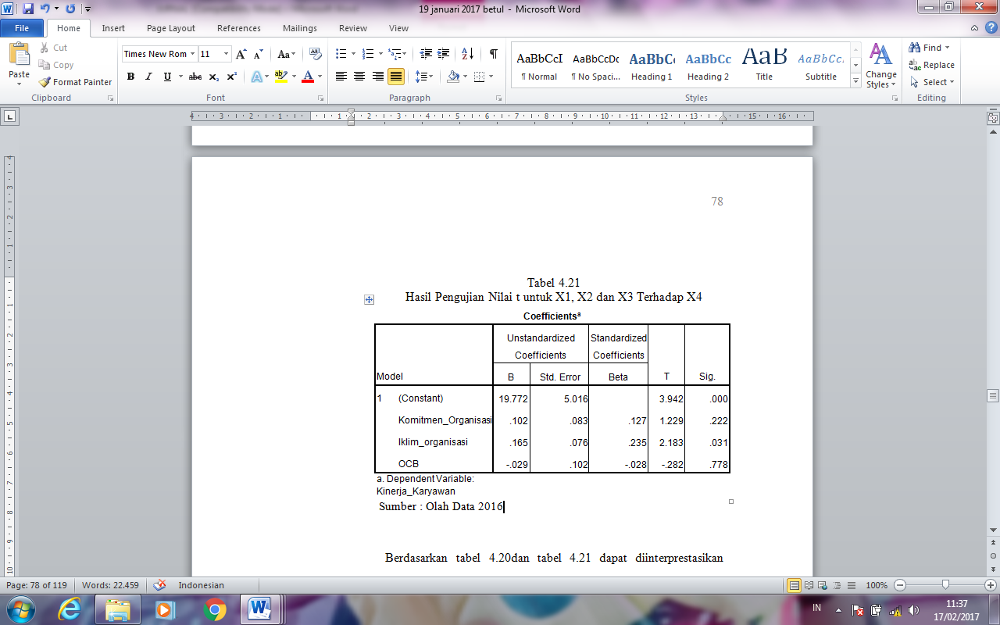 19 januari 2017 betul - Microsoft Word
File Home Insert Page Layout References Mailings Review View
Paste
Cut
Copy
Format Painter
Clipboard
Times New Rom 11
Font
Paragraph
AaBbCcI AaBbCcDc AaBbCc AaBbCc AaB AaBbCc.
¶ Normal ¶ No Spaci... Heading 1 Heading 2 Title Subtitle
Styles
Change
Styles
Find
Replace
Select
Editing
78
Tabel 4.21
Hasil Pengujian Nilai t untuk X1, X2 dan X3 Terhadap X4
Coefficientsa
Model Unstandardized Coefficients Standardized Coefficients T Sig.
B Std. Error Beta
1 (Constant) 19.772 5.016 3.942 .000
Komitmen_Organisasi .102 .083 .127 1.229 .222
Iklim_organisasi .165 .076 .235 2.183 .031
OCB -.029 .102 -.028 -.282 .778
a. Dependent Variable:
Kinerja_Karyawan
Sumber : Olah Data 2016
Berdasarkan tabel 4.20dan tabel 4.21 dapat diinterprestasikan
Page: 78 of 119 Words: 22.459 Indonesian 100%
IN
11:37
17/02/2017